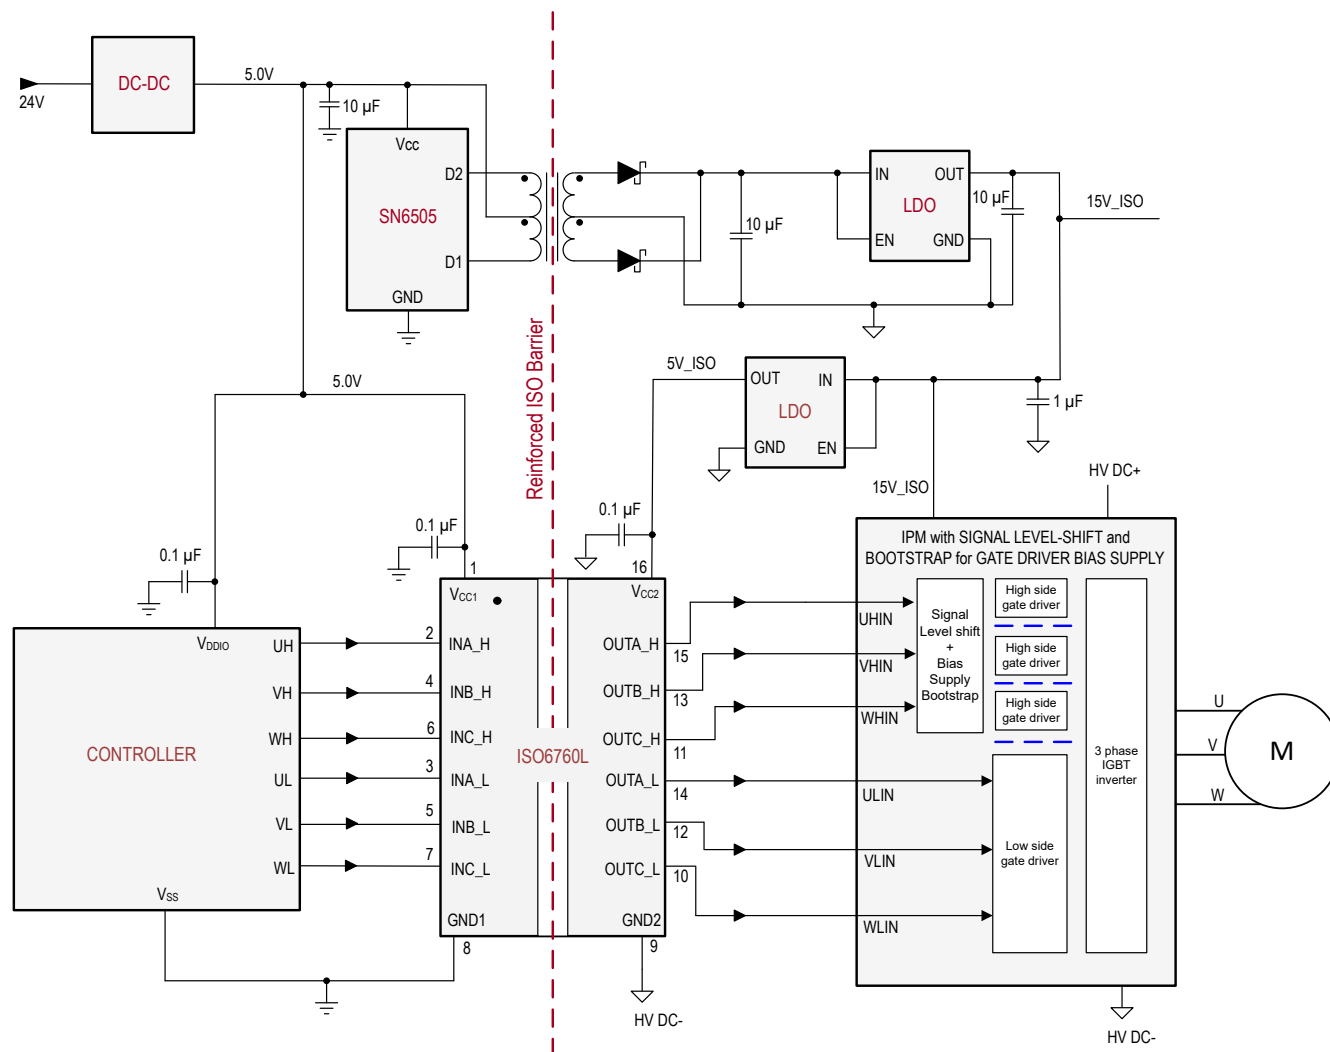 DC-DC
24V
5.0V
10 µF
Vcc
D2
SN6505
D1
GND
IN
OUT
LDO
EN
GND
10 µF
10 µF
15V_ISO
Reinforced ISO Barrier
5.0V
5V_ISO
OUT
IN
LDO
GND
EN
1 µF
15V_ISO
HV DC+
0.1 µF
0.1 µF
0.1 µF
1
16
VCC1
VCC2
VDDIO
UH
VH
WH
UL
VL
WL
CONTROLLER
VSS
2
4
6
3
5
7
INA_H
INB_H
INC_H
INA_L
INB_L
INC_L
GND1
8
ISO6760L
OUTA_H
OUTB_H
OUTC_H
OUTA_L
OUTB_L
OUTC_L
GND2
15
13
11
14
12
10
9
HV DC-
IPM with SIGNAL LEVEL-SHIFT and
BOOTSTRAP for GATE DRIVER BIAS SUPPLY
UHIN
VHIN
WHIN
ULIN
VLIN
WLIN
Signal
Level shift
+
Bias
Supply
Bootstrap
High side
gate driver
High side
gate driver
High side
gate driver
Low side
gate driver
3 phase
IGBT
inverter
U
V
W
M
HV DC-